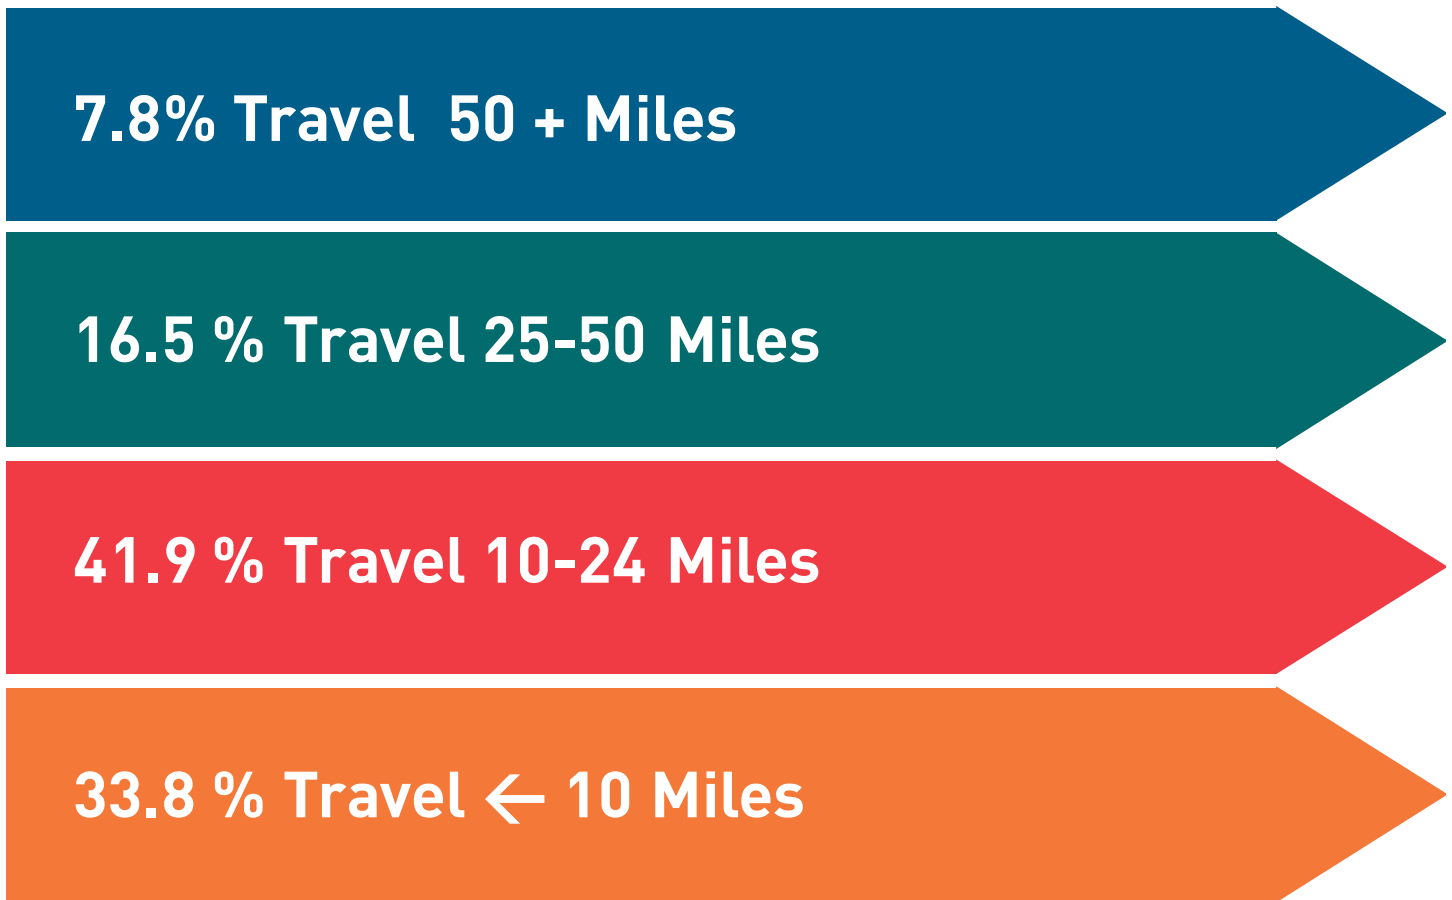 7.8% Travel  50 + Miles
16.5 % Travel 25-50 Miles
41.9 % Travel 10-24 Miles
33.8 % Travel ← 10 Miles